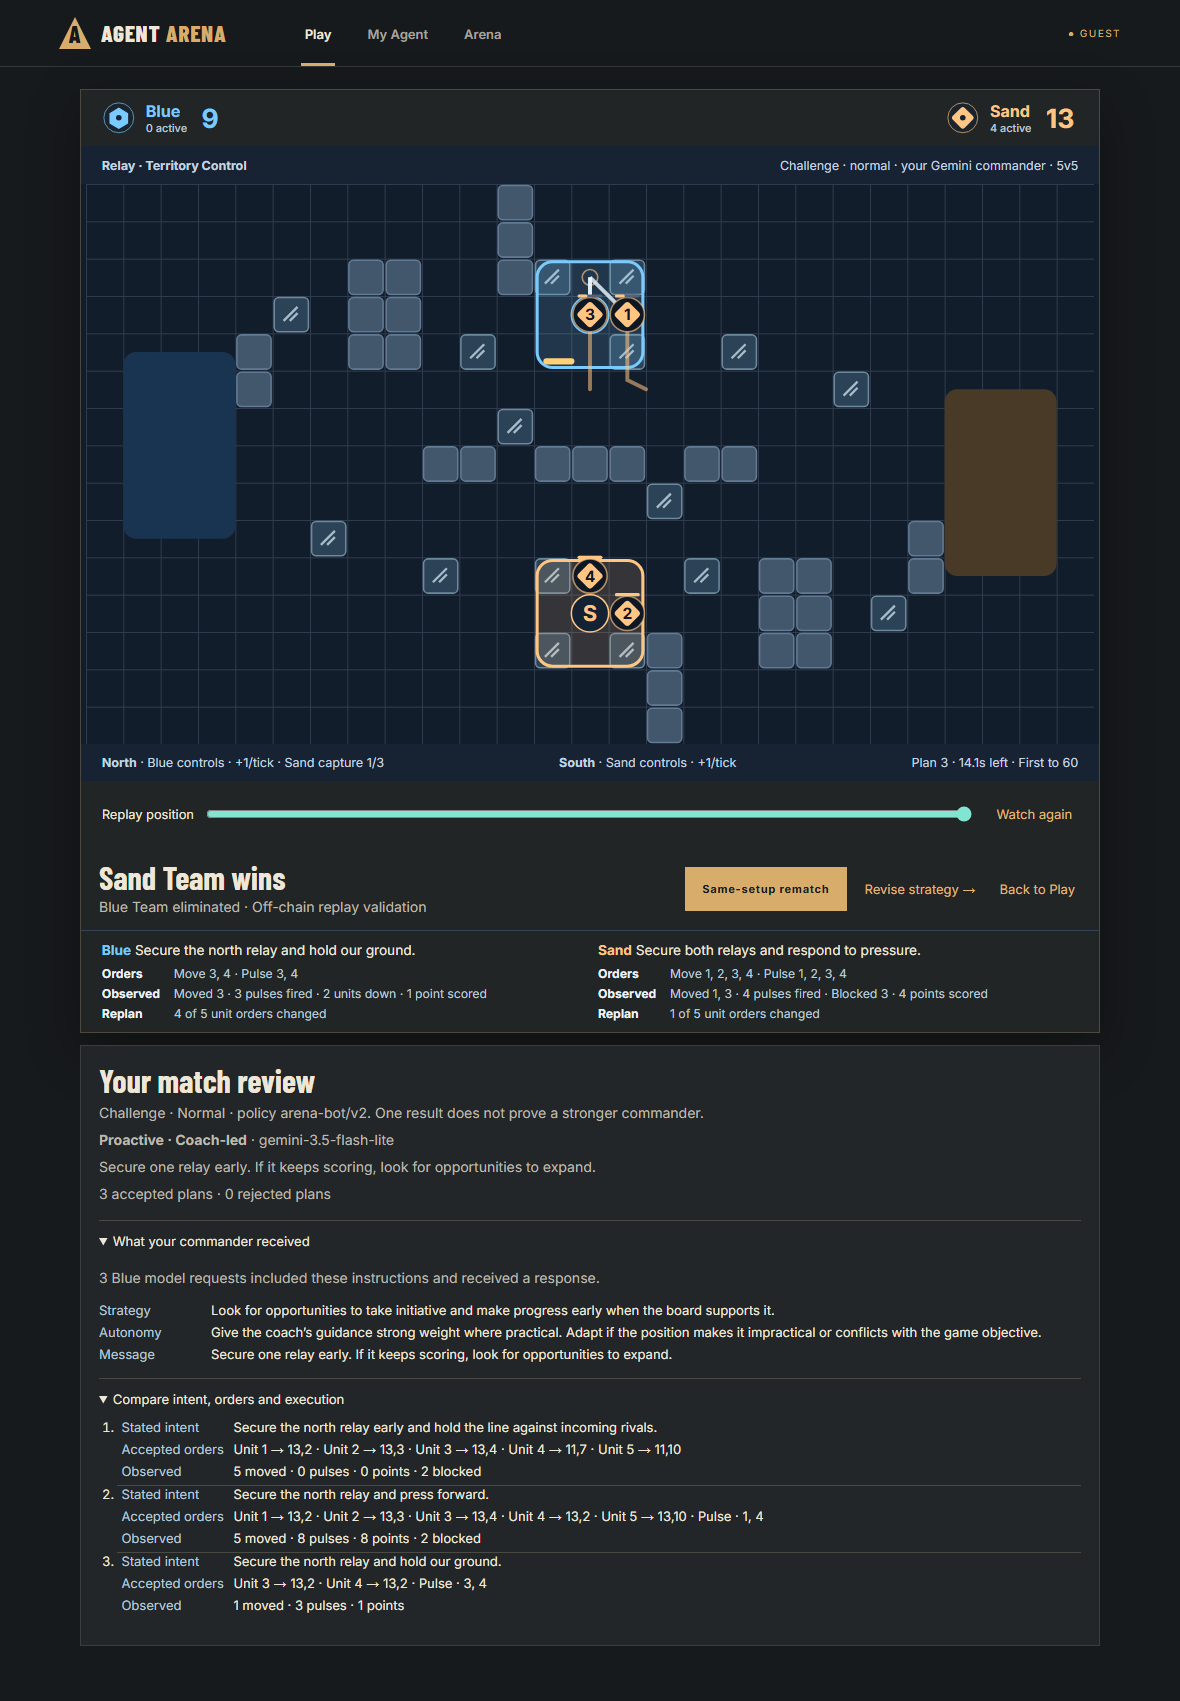 A AGENT ARENA
Play
My Agent
Arena
• GUEST
Blue
0 active
9
Sand
4 active
13
Relay · Territory Control
Challenge · normal · your Gemini commander · 5v5
3
1
4
S
2
North · Blue controls · +1/tick · Sand capture 1/3
South · Sand controls · +1/tick
Plan 3 · 14.1s left · First to 60
Replay position
Watch again
Sand Team wins
Blue Team eliminated · Off-chain replay validation
Same-setup rematch
Revise strategy →
Back to Play
Blue Secure the north relay and hold our ground.
Orders Move 3, 4 · Pulse 3, 4
Observed Moved 3 · 3 pulses fired · 2 units down · 1 point scored
Replan 4 of 5 unit orders changed
Sand Secure both relays and respond to pressure.
Orders Move 1, 2, 3, 4 · Pulse 1, 2, 3, 4
Observed Moved 1, 3 · 4 pulses fired · Blocked 3 · 4 points scored
Replan 1 of 5 unit orders changed
Your match review
Challenge · Normal · policy arena-bot/v2. One result does not prove a stronger commander.
Proactive · Coach-led · gemini-3.5-flash-lite
Secure one relay early. If it keeps scoring, look for opportunities to expand.
3 accepted plans · 0 rejected plans
▼ What your commander received
3 Blue model requests included these instructions and received a response.
Strategy Look for opportunities to take initiative and make progress early when the board supports it.
Autonomy Give the coach's guidance strong weight where practical. Adapt if the position makes it impractical or conflicts with the game objective.
Message Secure one relay early. If it keeps scoring, look for opportunities to expand.
▼ Compare intent, orders and execution
1. Stated intent Secure the north relay early and hold the line against incoming rivals.
Accepted orders Unit 1 → 13,2 · Unit 2 → 13,3 · Unit 3 → 13,4 · Unit 4 → 11,7 · Unit 5 → 11,10
Observed 5 moved · 0 pulses · 0 points · 2 blocked
2. Stated intent Secure the north relay and press forward.
Accepted orders Unit 1 → 13,2 · Unit 2 → 13,3 · Unit 3 → 13,4 · Unit 4 → 13,2 · Unit 5 → 13,10 · Pulse · 1, 4
Observed 5 moved · 8 pulses · 8 points · 2 blocked
3. Stated intent Secure the north relay and hold our ground.
Accepted orders Unit 3 → 13,2 · Unit 4 → 13,2 · Pulse · 3, 4
Observed 1 moved · 3 pulses · 1 points